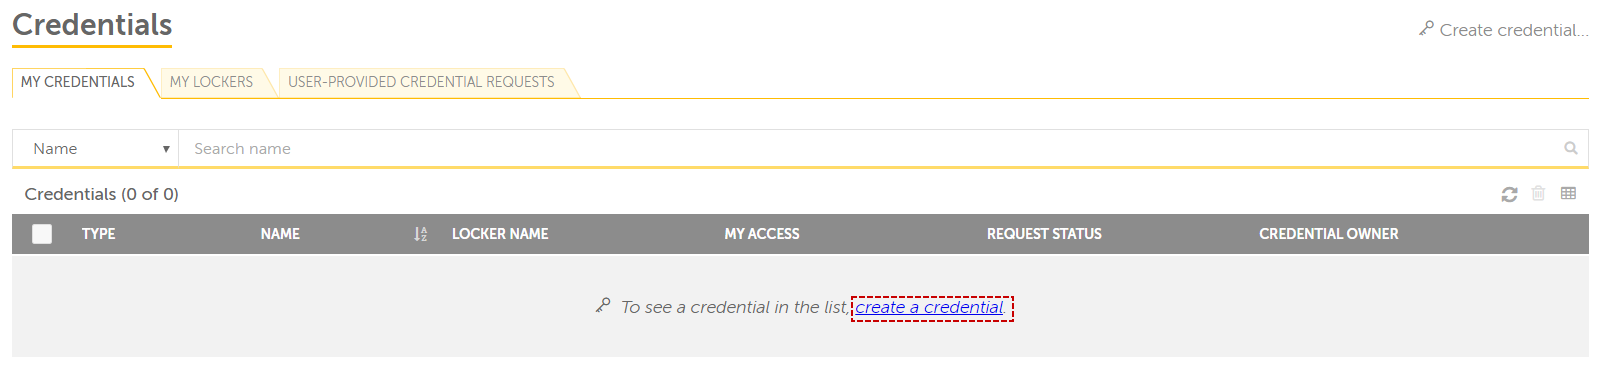 Credentials
Create credential...
MY CREDENTIALS MY LOCKERS USER-PROVIDED CREDENTIAL REQUESTS
Name Search name
Credentials (0 of 0)
TYPE NAME LOCKER NAME MY ACCESS REQUEST STATUS CREDENTIAL OWNER
To see a credential in the list, create a credential.